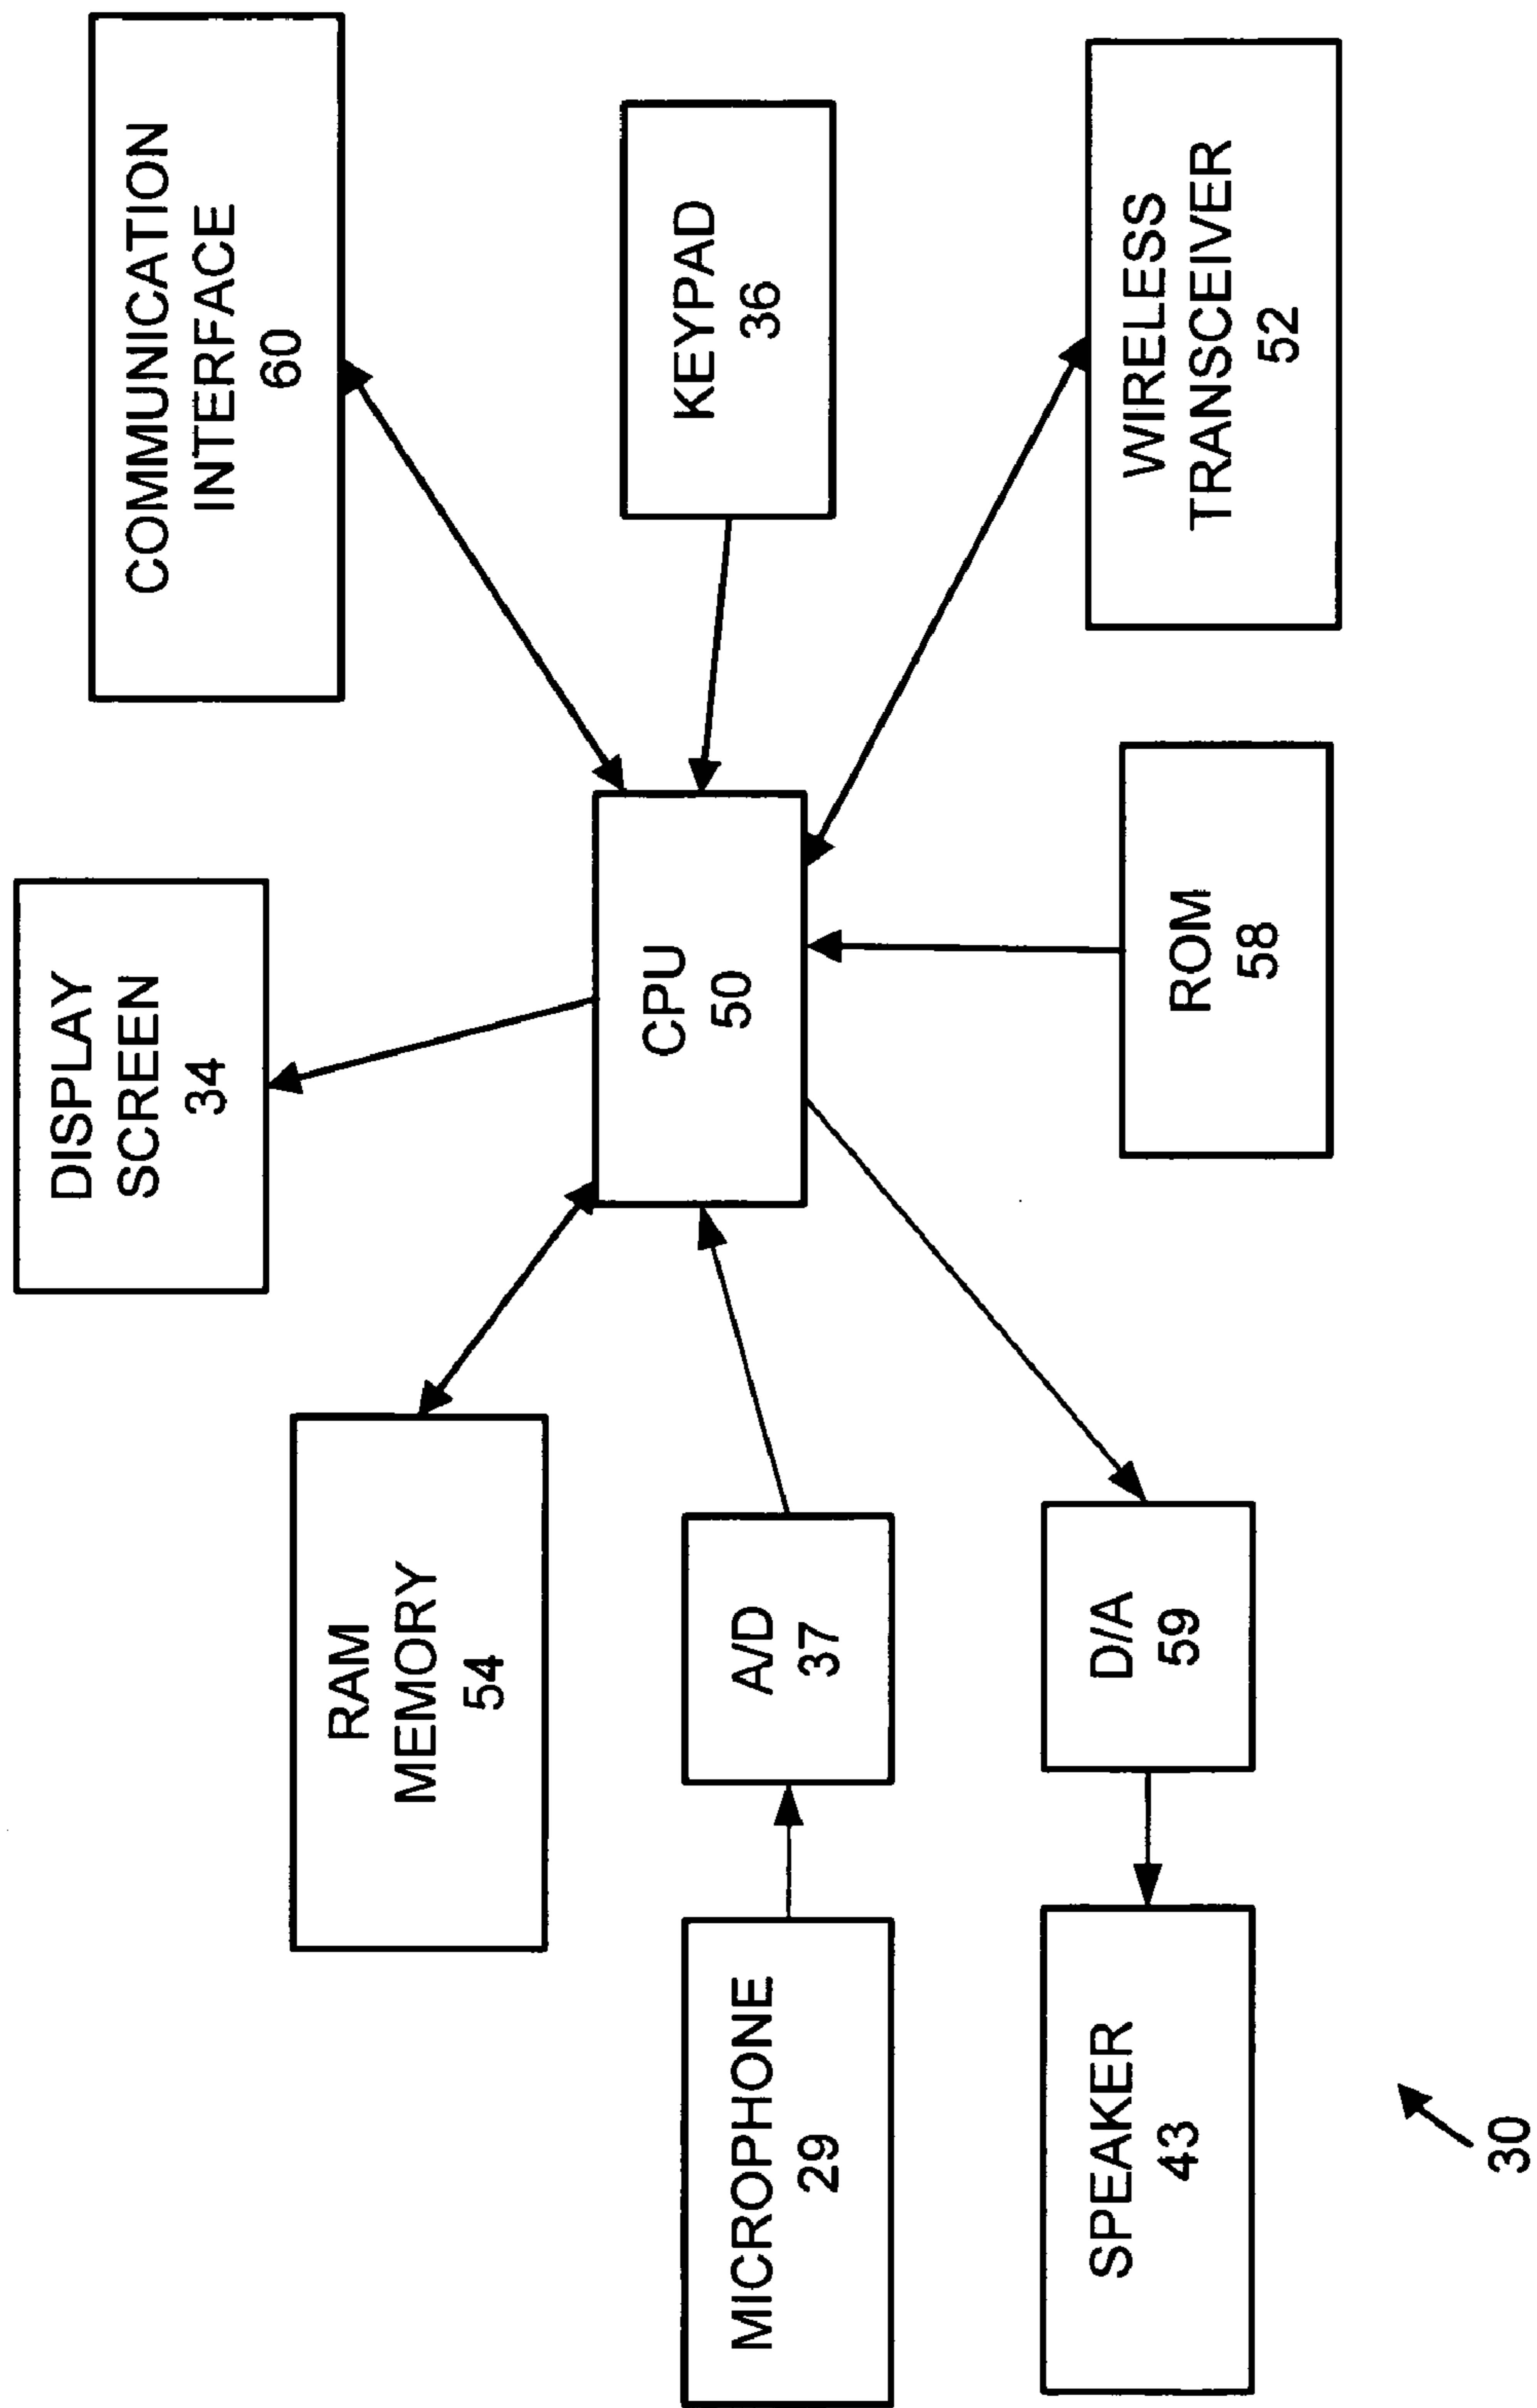 DISPLAY
SCREEN
34
COMMUNICATION
INTERFACE
60
RAM
MEMORY
54
MICROPHONE
29
A/D
37
CPU
50
KEYPAD
36
SPEAKER
43
D/A
59
ROM
58
WIRELESS
TRANSCEIVER
52
30